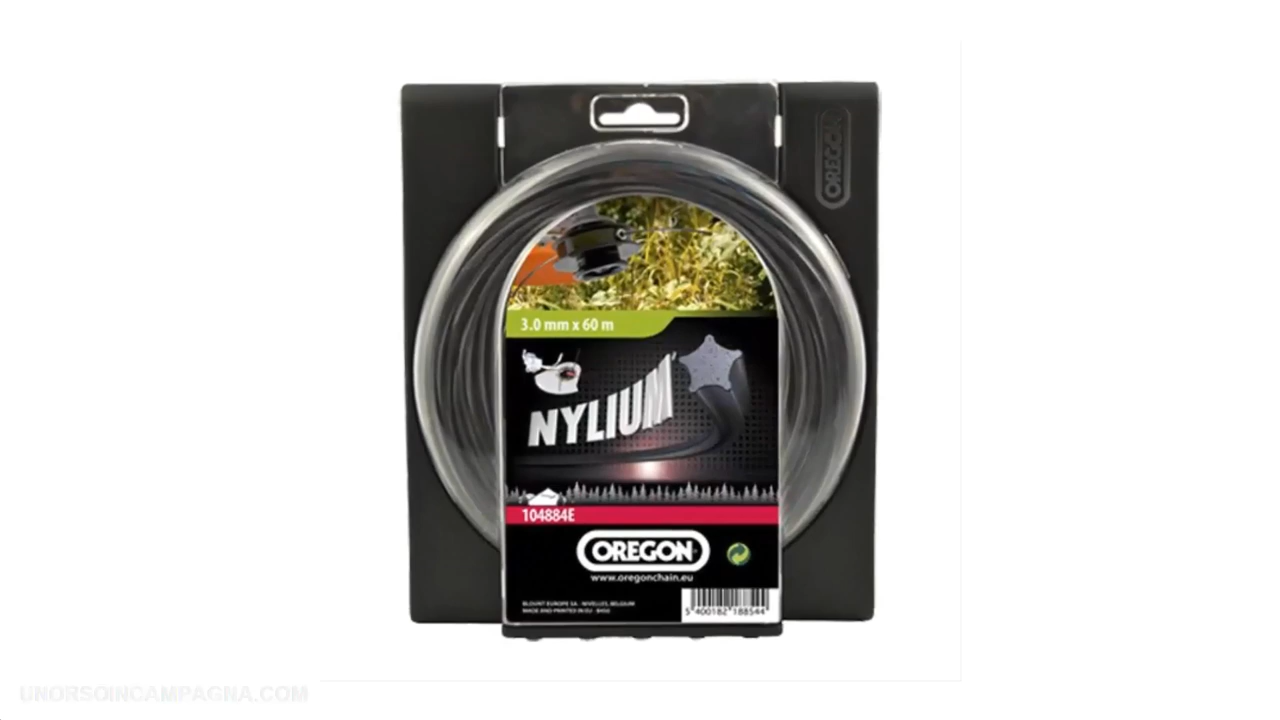 OREGON
3.0 mm x 60 m
NYLIUM
104884E
OREGON
www.oregonchain.eu
BLOUNT EUROPE SA - NIVELLES, BELGIUM
MADE AND PRINTED IN EU - 8456
5 400182 188544
UNORSOINCAMPAGNA.COM